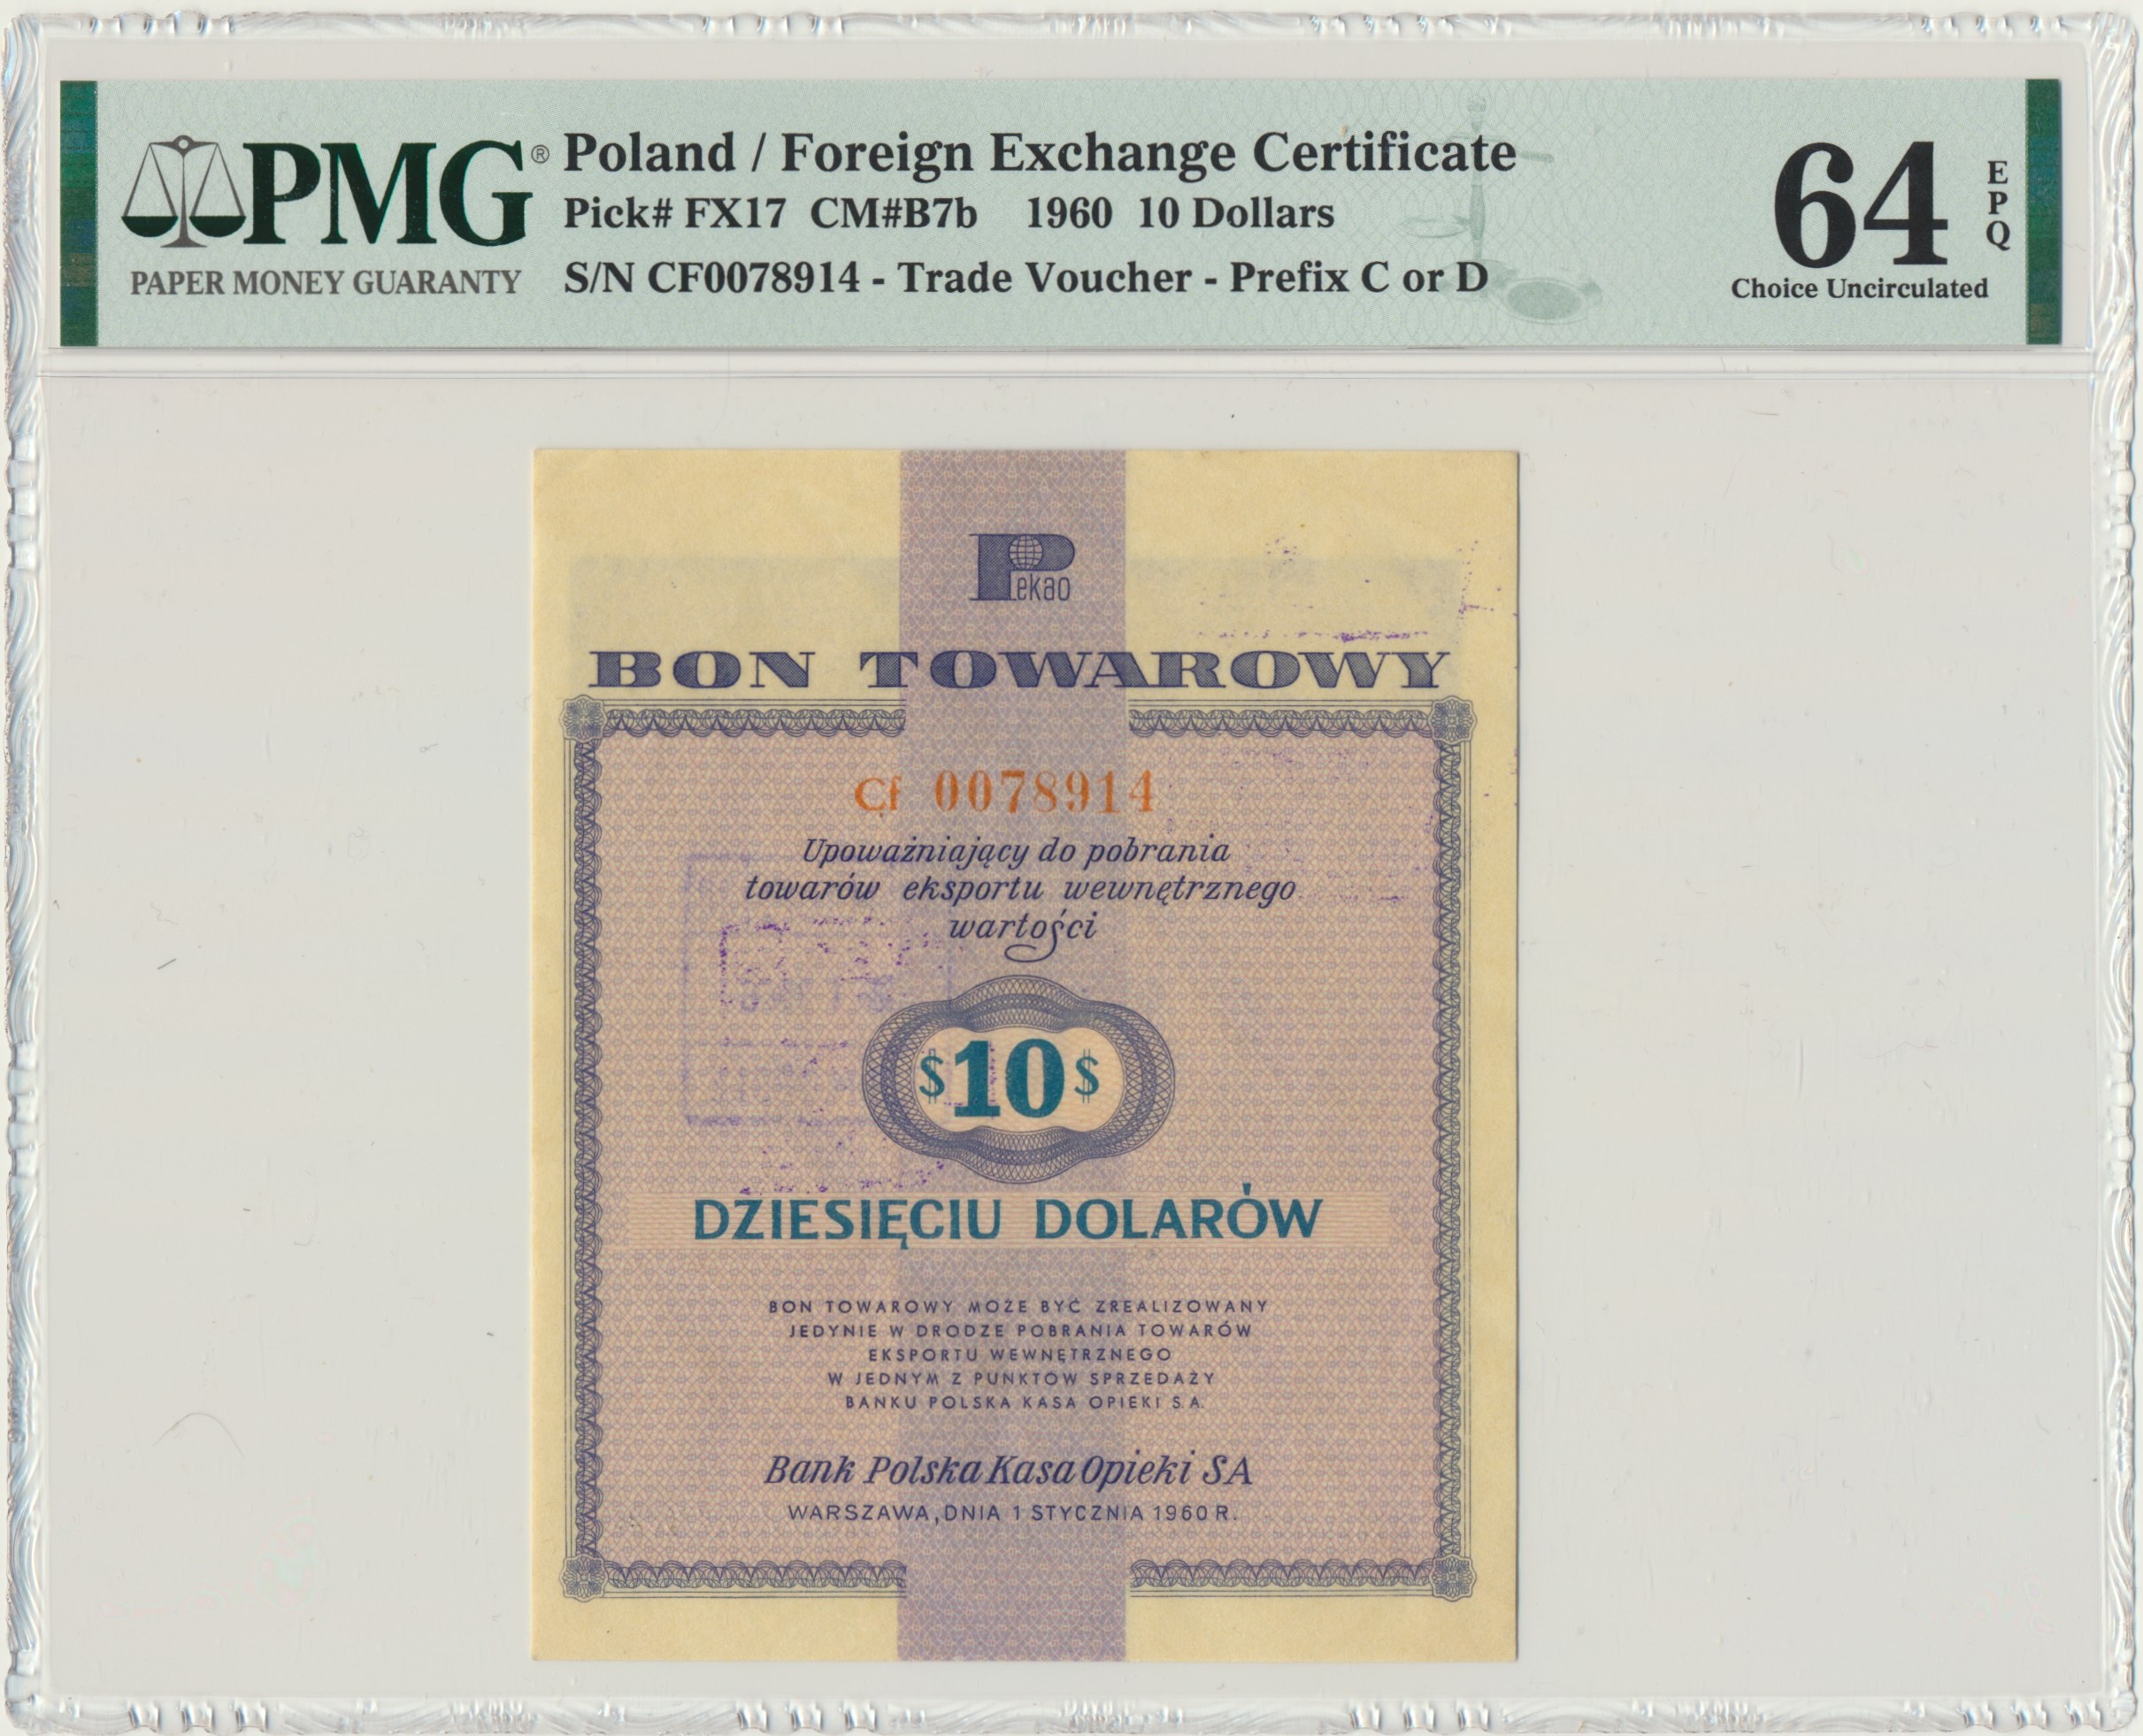 PMG®
PAPER MONEY GUARANTY
Poland / Foreign Exchange Certificate
Pick# FX17 CM#B7b 1960 10 Dollars
S/N CF0078914 - Trade Voucher - Prefix C or D
64 EPQ
Choice Uncirculated
Pekao
BON TOWAROWY
Cf 0078914
Upoważniający do pobrania
towarów eksportu wewnętrznego
wartości
$10$
DZIESIĘCIU DOLARÓW
BON TOWAROWY MOŻE BYĆ ZREALIZOWANY
JEDYNIE W DRODZE POBRANIA TOWARÓW
EKSPORTU WEWNĘTRZNEGO
W JEDNYM Z PUNKTÓW SPRZEDAŻY
BANKU POLSKA KASA OPIEKI S.A.
Bank Polska Kasa Opieki SA
WARSZAWA, DNIA 1 STYCZNIA 1960 R.